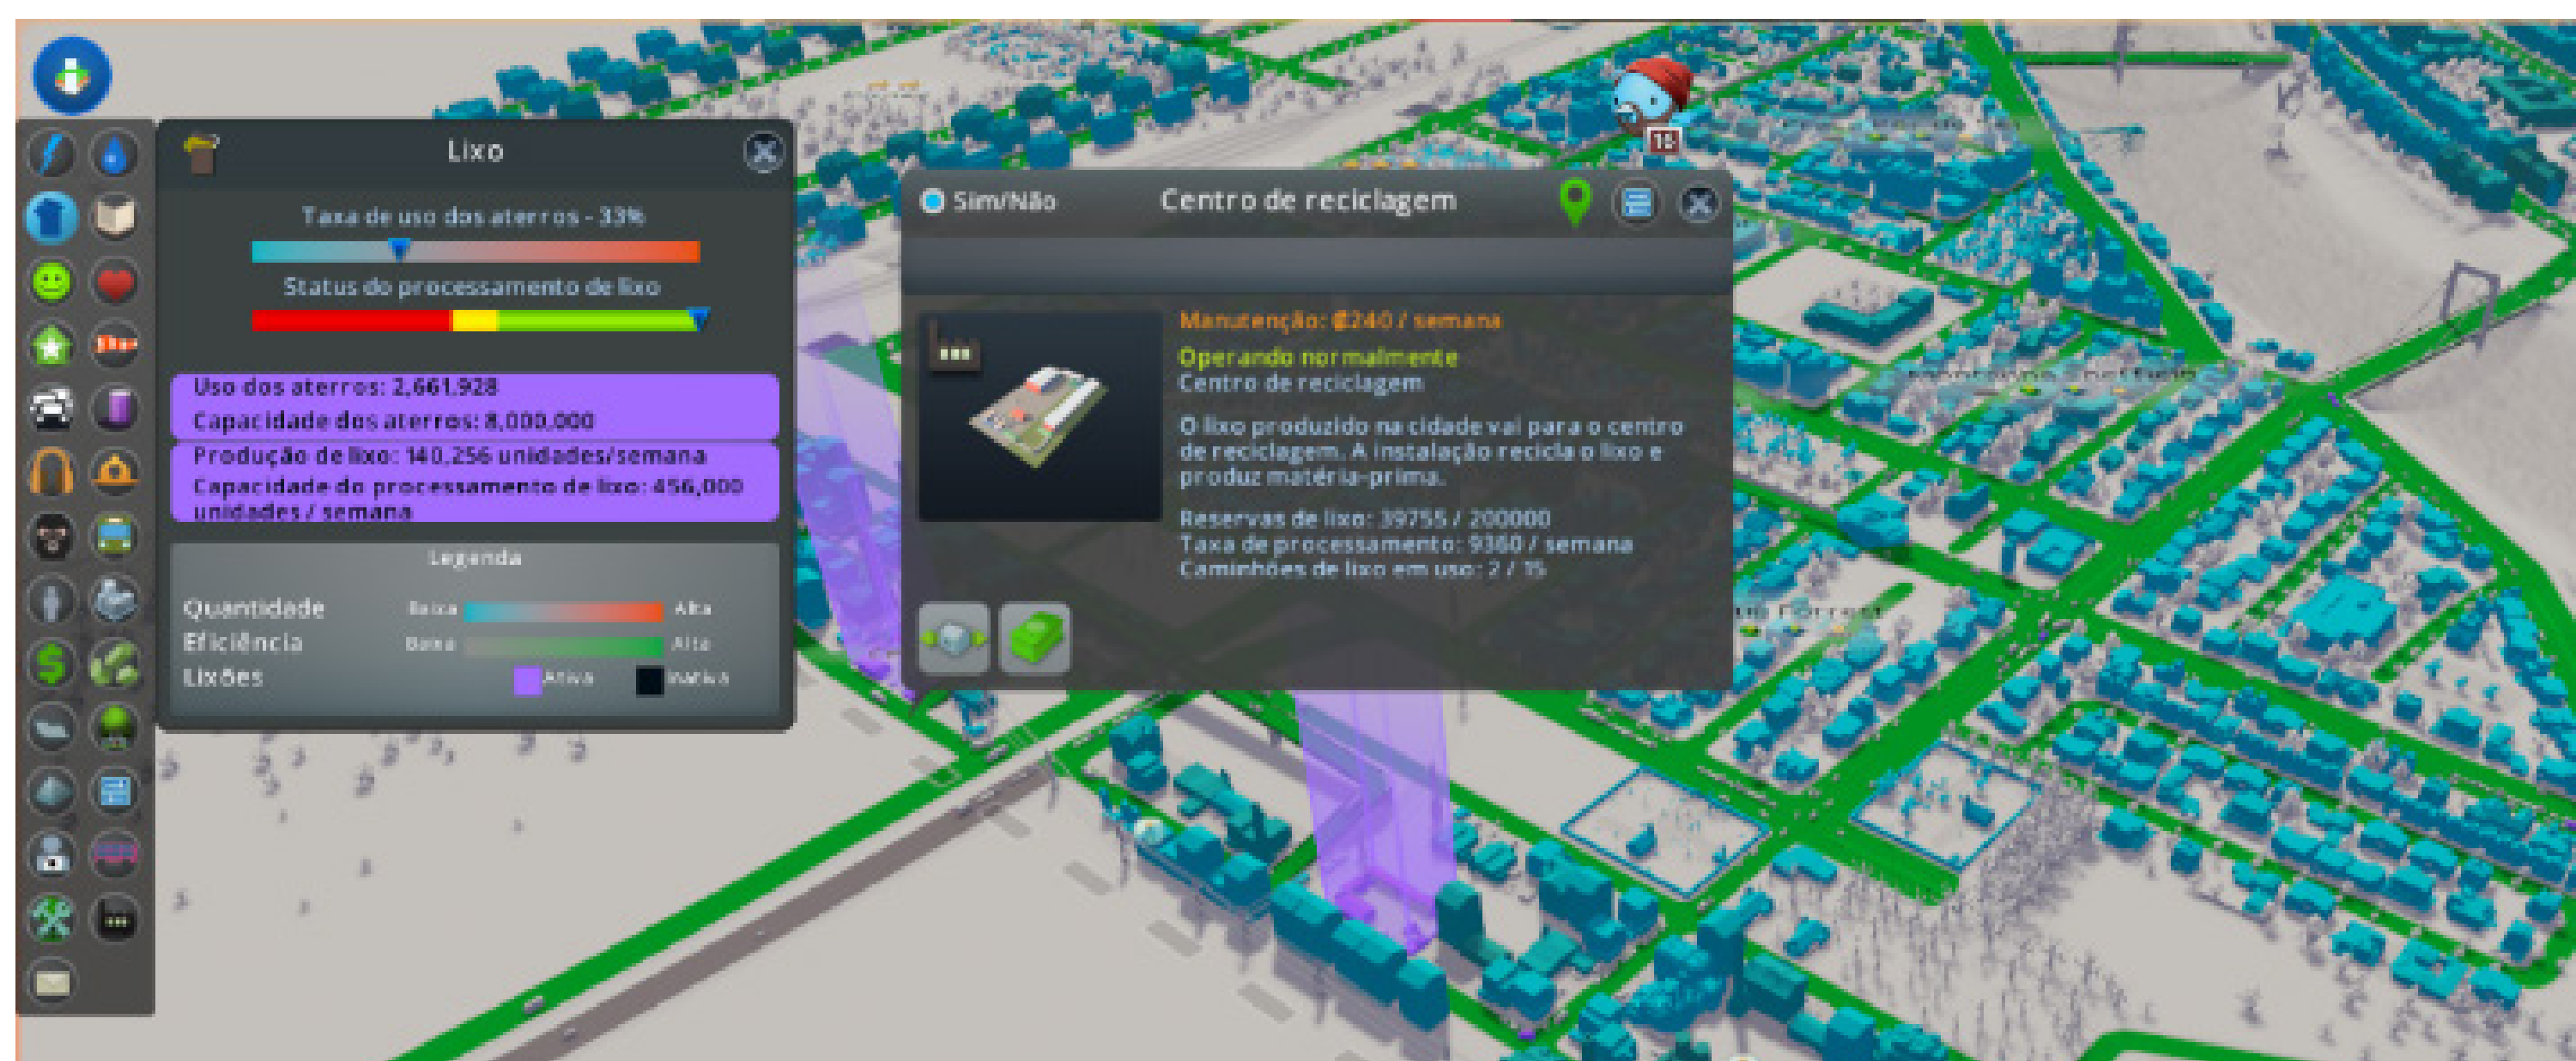 Lixo
Taxa de uso dos aterros - 33%
Status do processamento de lixo
Uso dos aterros: 2,661,928
Capacidade dos aterros: 8,000,000
Produção de lixo: 140,256 unidades/semana
Capacidade do processamento de lixo: 456,000
unidades / semana
Legenda
Quantidade Baixa Alta
Eficiência Baixa Alta
Lixões Ativa Inativa
Sim/Não Centro de reciclagem
Manutenção: ₡240 / semana
Operando normalmente
Centro de reciclagem
O lixo produzido na cidade vai para o centro
de reciclagem. A instalação recicla o lixo e
produz matéria-prima.
Reservas de lixo: 39755 / 200000
Taxa de processamento: 9360 / semana
Caminhões de lixo em uso: 2 / 15